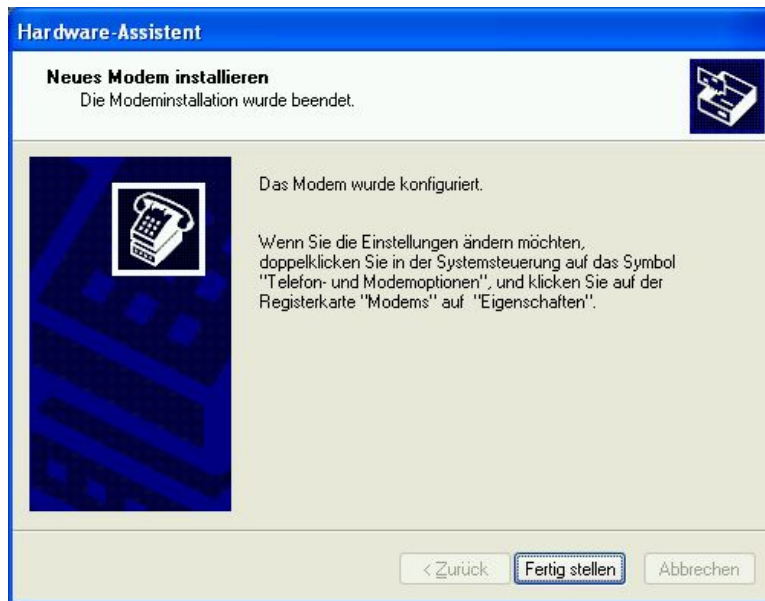 Hardware-Assistent
Neues Modem installieren
Die Modeminstallation wurde beendet.
Das Modem wurde konfiguriert.
Wenn Sie die Einstellungen ändern möchten,
doppelklicken Sie in der Systemsteuerung auf das Symbol
"Telefon- und Modemoptionen", und klicken Sie auf der
Registerkarte "Modems" auf "Eigenschaften".
< Zurück Fertig stellen Abbrechen